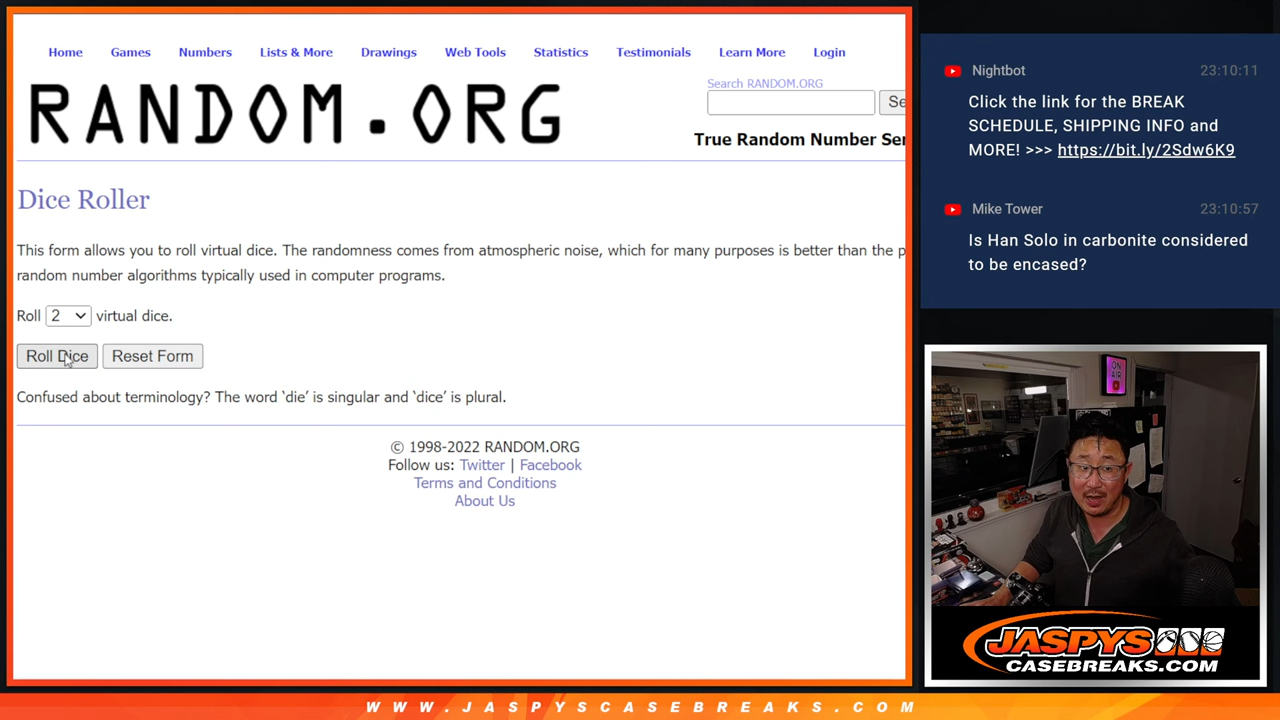 Home Games Numbers Lists & More Drawings Web Tools Statistics Testimonials Learn More Login
RANDOM.ORG
Search RANDOM.ORG
Se
True Random Number Ser
Dice Roller
This form allows you to roll virtual dice. The randomness comes from atmospheric noise, which for many purposes is better than the p
random number algorithms typically used in computer programs.
Roll 2 virtual dice.
Roll Dice Reset Form
Confused about terminology? The word ‘die’ is singular and ‘dice’ is plural.
© 1998-2022 RANDOM.ORG
Follow us: Twitter | Facebook
Terms and Conditions
About Us
Nightbot 23:10:11
Click the link for the BREAK
SCHEDULE, SHIPPING INFO and
MORE! >>> https://bit.ly/2Sdw6K9
Mike Tower 23:10:57
Is Han Solo in carbonite considered
to be encased?
ON
AIR
JASPYS
CASEBREAKS.COM
WWW.JASPYSCASEBREAKS.COM